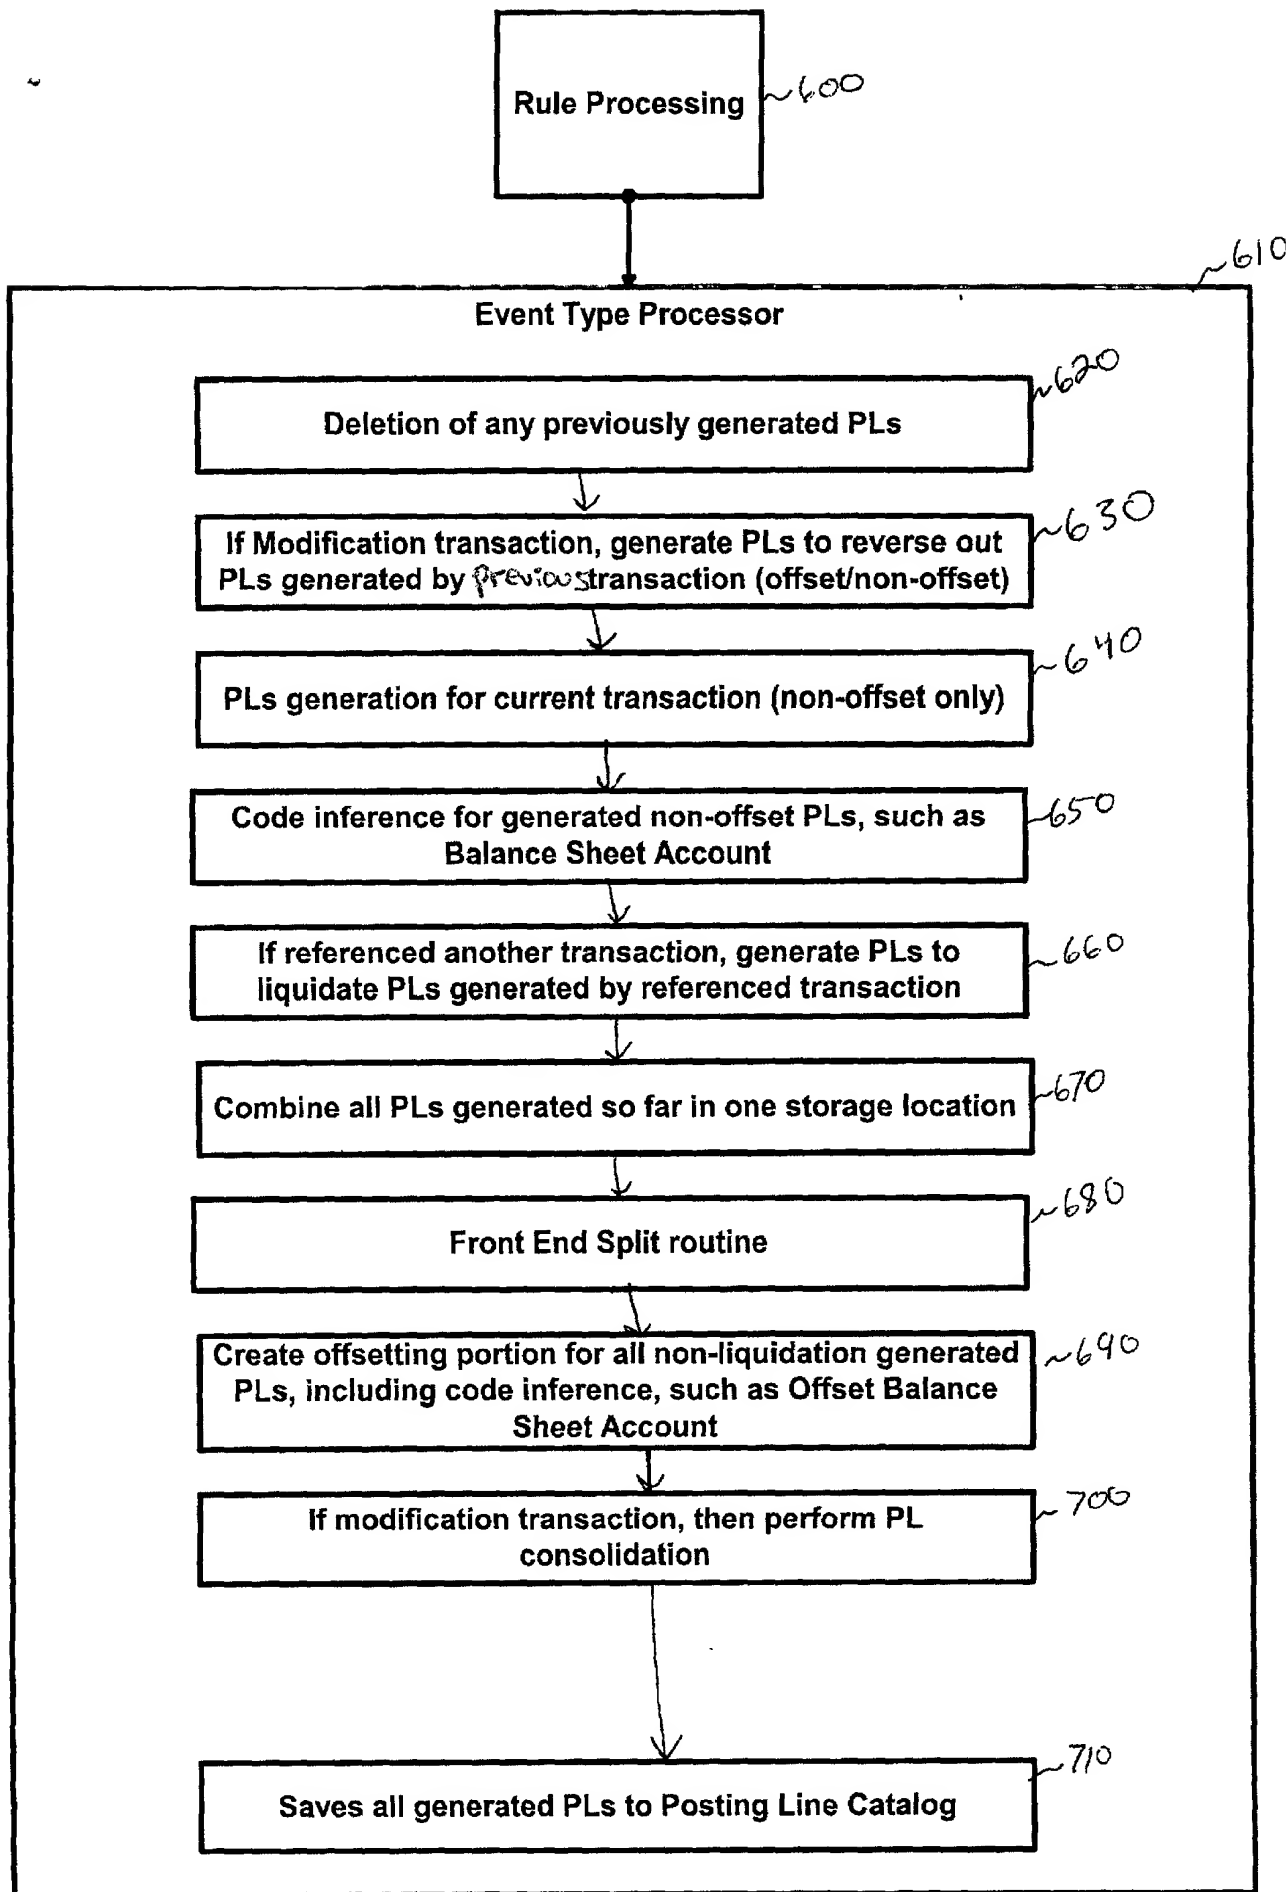 Rule Processing
~600
~610
Event Type Processor
~620
Deletion of any previously generated PLs
~630
If Modification transaction, generate PLs to reverse out
PLs generated by previous transaction (offset/non-offset)
~640
PLs generation for current transaction (non-offset only)
~650
Code inference for generated non-offset PLs, such as
Balance Sheet Account
~660
If referenced another transaction, generate PLs to
liquidate PLs generated by referenced transaction
~670
Combine all PLs generated so far in one storage location
~680
Front End Split routine
~690
Create offsetting portion for all non-liquidation generated
PLs, including code inference, such as Offset Balance
Sheet Account
~700
If modification transaction, then perform PL
consolidation
~710
Saves all generated PLs to Posting Line Catalog